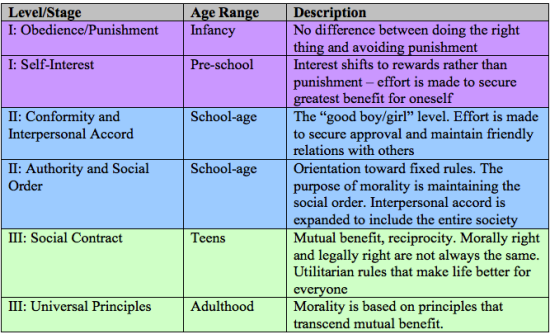 Level/Stage Age Range Description
I: Obedience/Punishment Infancy No difference between doing the right
thing and avoiding punishment
I: Self-Interest Pre-school Interest shifts to rewards rather than
punishment – effort is made to secure
greatest benefit for oneself
II: Conformity and School-age The “good boy/girl” level. Effort is made
Interpersonal Accord to secure approval and maintain friendly
relations with others
II: Authority and Social School-age Orientation toward fixed rules. The
Order purpose of morality is maintaining the
social order. Interpersonal accord is
expanded to include the entire society
III: Social Contract Teens Mutual benefit, reciprocity. Morally right
and legally right are not always the same.
Utilitarian rules that make life better for
everyone
III: Universal Principles Adulthood Morality is based on principles that
transcend mutual benefit.